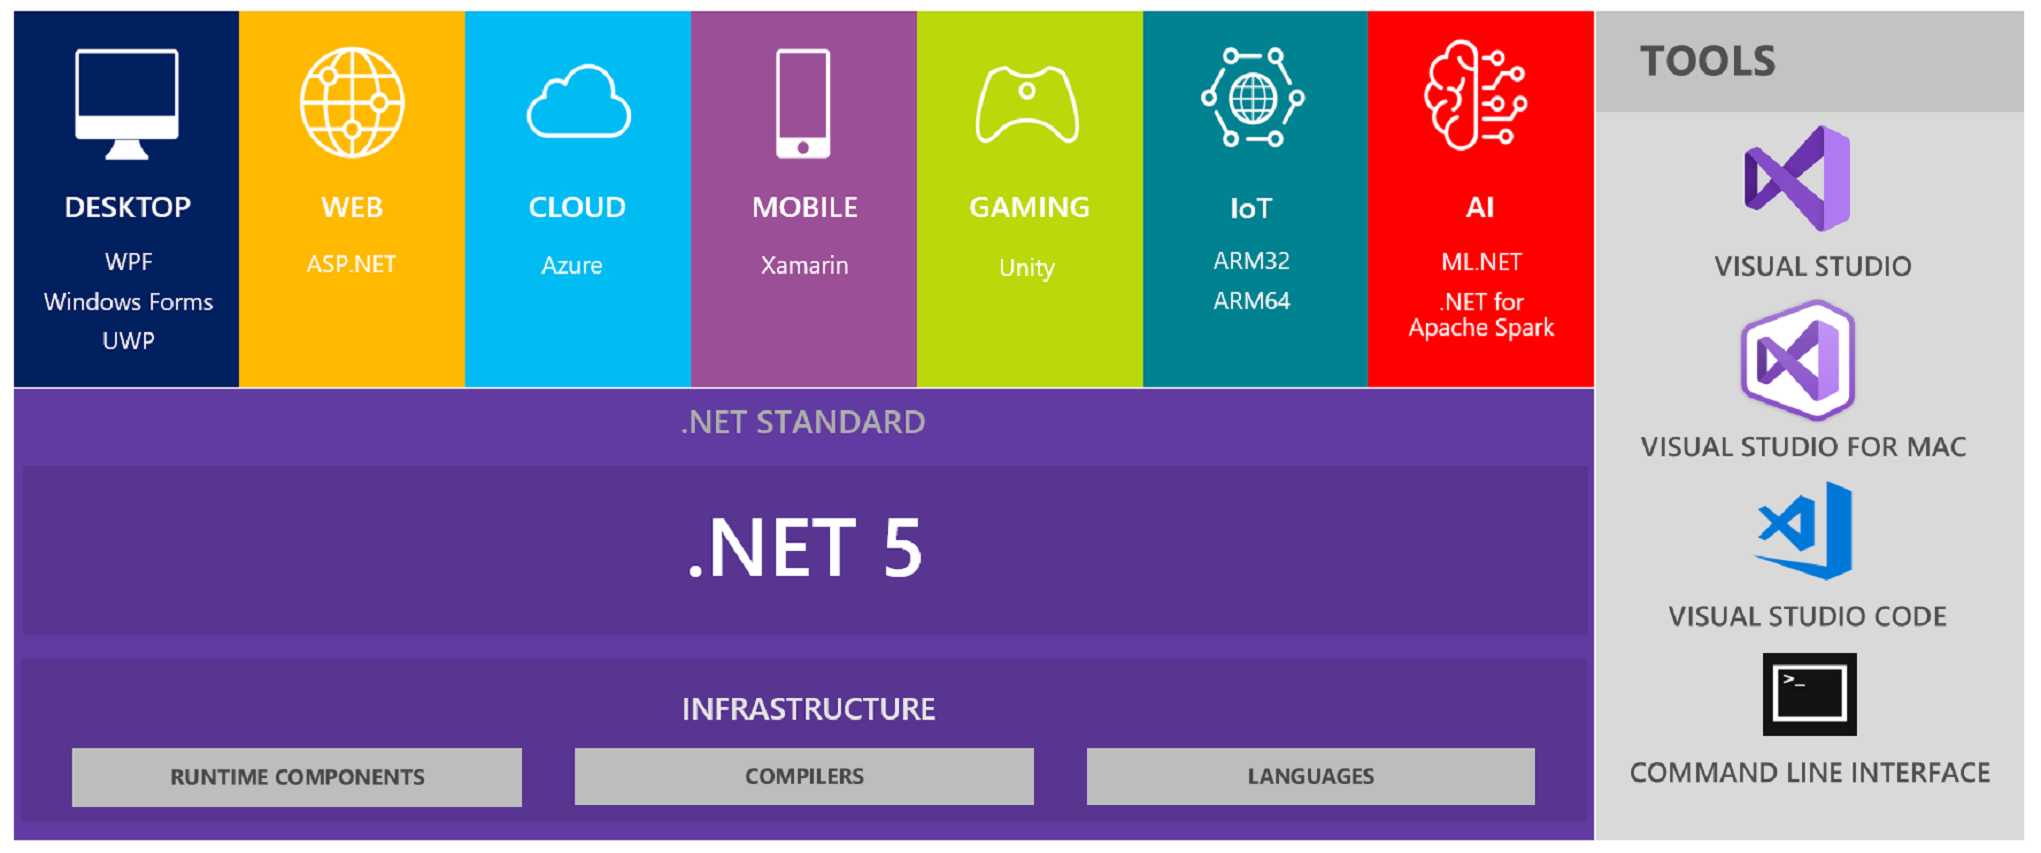 DESKTOP
WPF
Windows Forms
UWP
WEB
ASP.NET
CLOUD
Azure
MOBILE
Xamarin
GAMING
Unity
IoT
ARM32
ARM64
AI
ML.NET
.NET for
Apache Spark
.NET STANDARD
.NET 5
INFRASTRUCTURE
RUNTIME COMPONENTS
COMPILERS
LANGUAGES
TOOLS
VISUAL STUDIO
VISUAL STUDIO FOR MAC
VISUAL STUDIO CODE
>_
COMMAND LINE INTERFACE